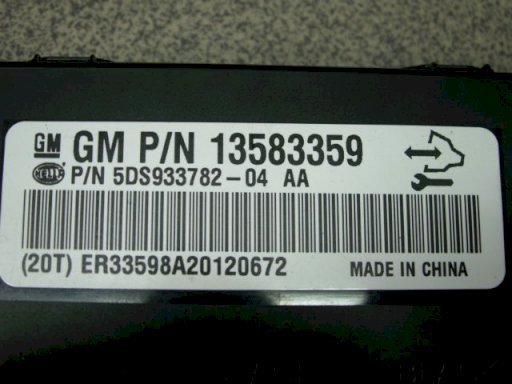 GM GM P/N 13583359
HELLA P/N 5DS933782-04 AA
(20T) ER33598A20120672 MADE IN CHINA